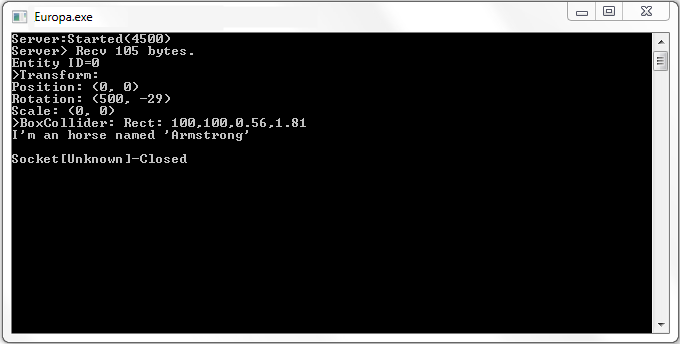 Europa.exe
Server:Started(4500)
Server> Recv 105 bytes.
Entity ID=0
>Transform:
Position: (0, 0)
Rotation: (500, -29)
Scale: (0, 0)
>BoxCollider: Rect: 100,100,0.56,1.81
I'm an horse named 'Armstrong'
Socket[Unknown]-Closed